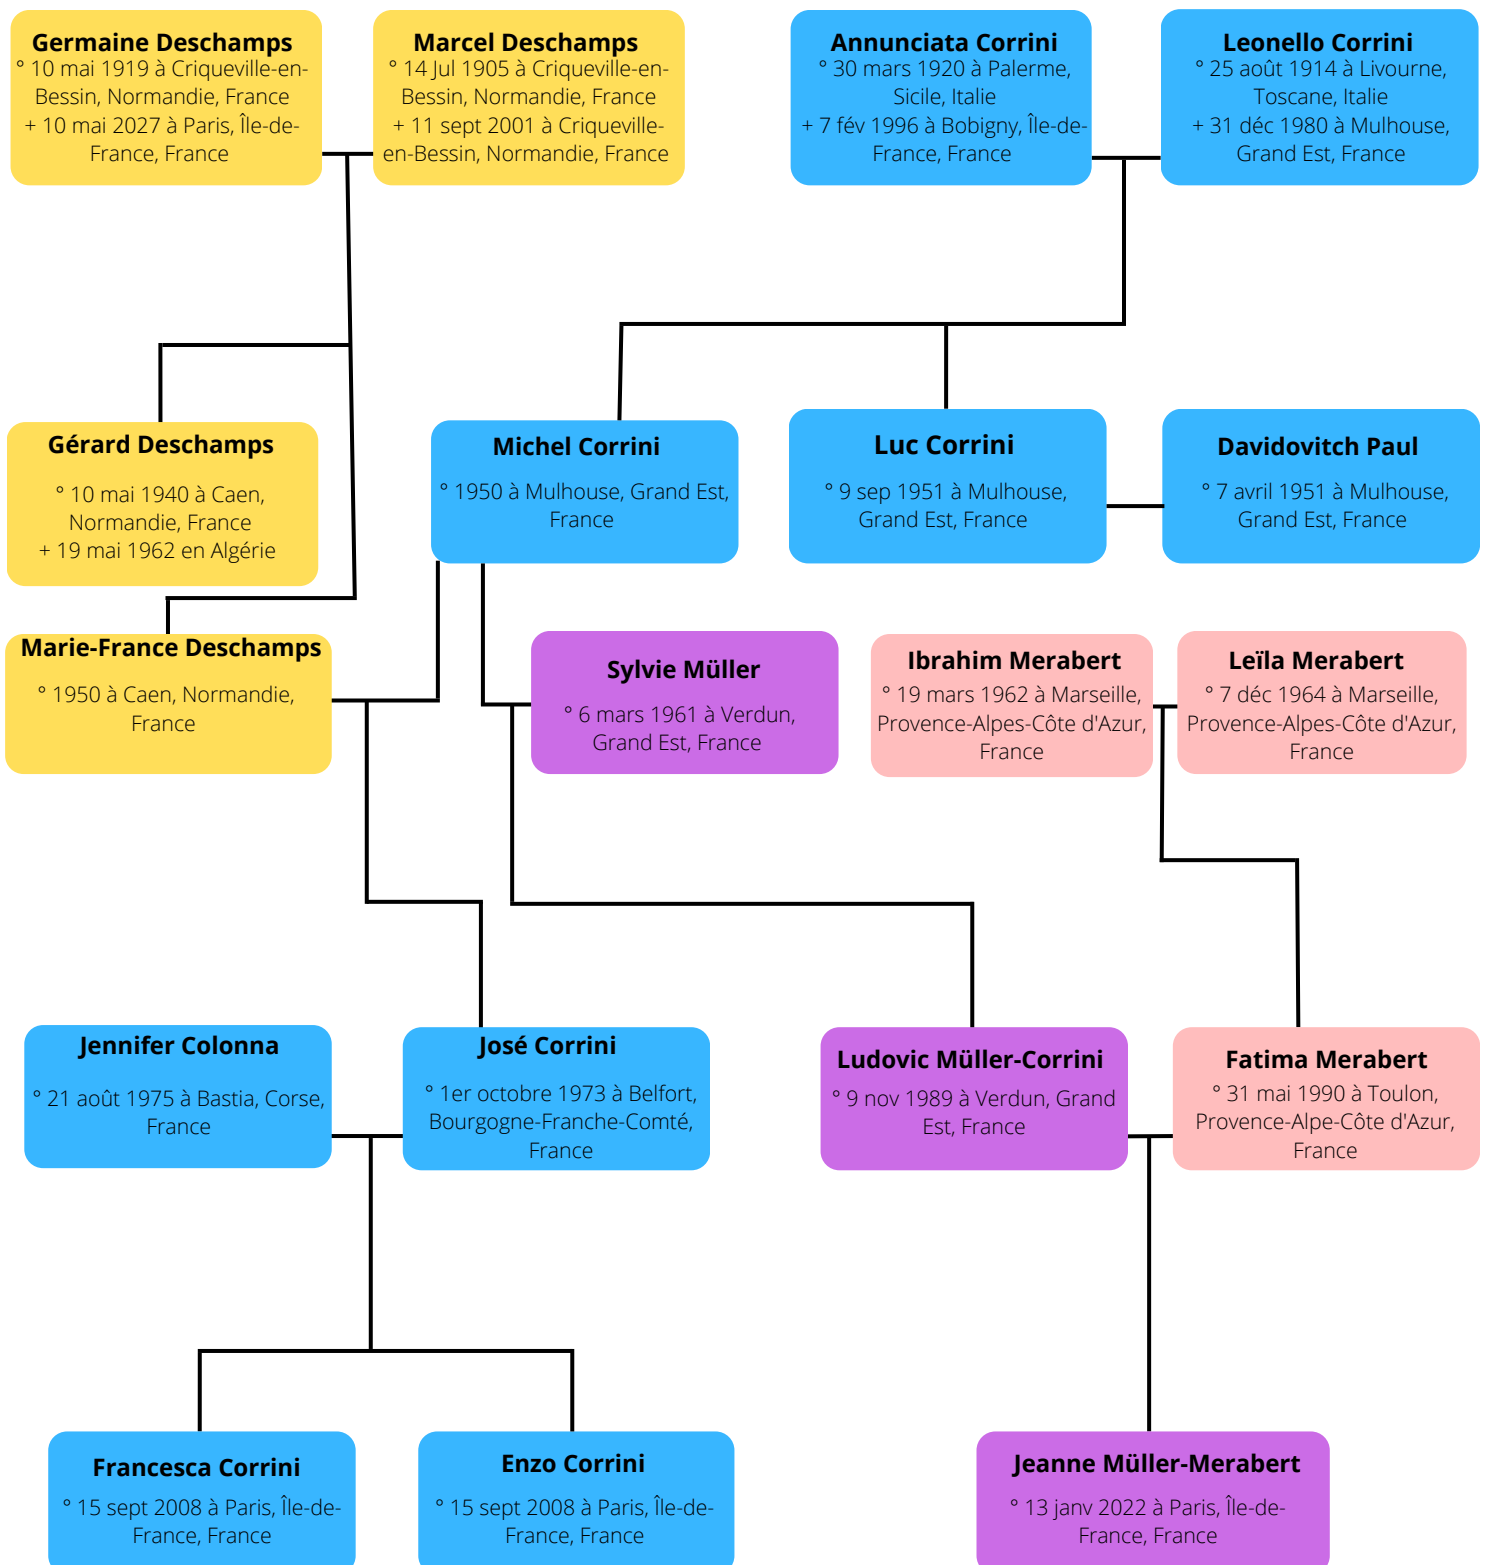 Germaine Deschamps
° 10 mai 1919 à Criqueville-en-
Bessin, Normandie, France
+ 10 mai 2027 à Paris, Île-de-
France, France
Marcel Deschamps
° 14 Jul 1905 à Criqueville-en-
Bessin, Normandie, France
+ 11 sept 2001 à Criqueville-
en-Bessin, Normandie, France
Annunciata Corrini
° 30 mars 1920 à Palerme,
Sicile, Italie
+ 7 fév 1996 à Bobigny, Île-de-
France, France
Leonello Corrini
° 25 août 1914 à Livourne,
Toscane, Italie
+ 31 déc 1980 à Mulhouse,
Grand Est, France
Gérard Deschamps
° 10 mai 1940 à Caen,
Normandie, France
+ 19 mai 1962 en Algérie
Michel Corrini
° 1950 à Mulhouse, Grand Est,
France
Luc Corrini
° 9 sep 1951 à Mulhouse,
Grand Est, France
Davidovitch Paul
° 7 avril 1951 à Mulhouse,
Grand Est, France
Marie-France Deschamps
° 1950 à Caen, Normandie,
France
Sylvie Müller
° 6 mars 1961 à Verdun,
Grand Est, France
Ibrahim Merabert
° 19 mars 1962 à Marseille,
Provence-Alpes-Côte d'Azur,
France
Leïla Merabert
° 7 déc 1964 à Marseille,
Provence-Alpes-Côte d'Azur,
France
Jennifer Colonna
° 21 août 1975 à Bastia, Corse,
France
José Corrini
° 1er octobre 1973 à Belfort,
Bourgogne-Franche-Comté,
France
Ludovic Müller-Corrini
° 9 nov 1989 à Verdun, Grand
Est, France
Fatima Merabert
° 31 mai 1990 à Toulon,
Provence-Alpe-Côte d'Azur,
France
Francesca Corrini
° 15 sept 2008 à Paris, Île-de-
France, France
Enzo Corrini
° 15 sept 2008 à Paris, Île-de-
France, France
Jeanne Müller-Merabert
° 13 janv 2022 à Paris, Île-de-
France, France